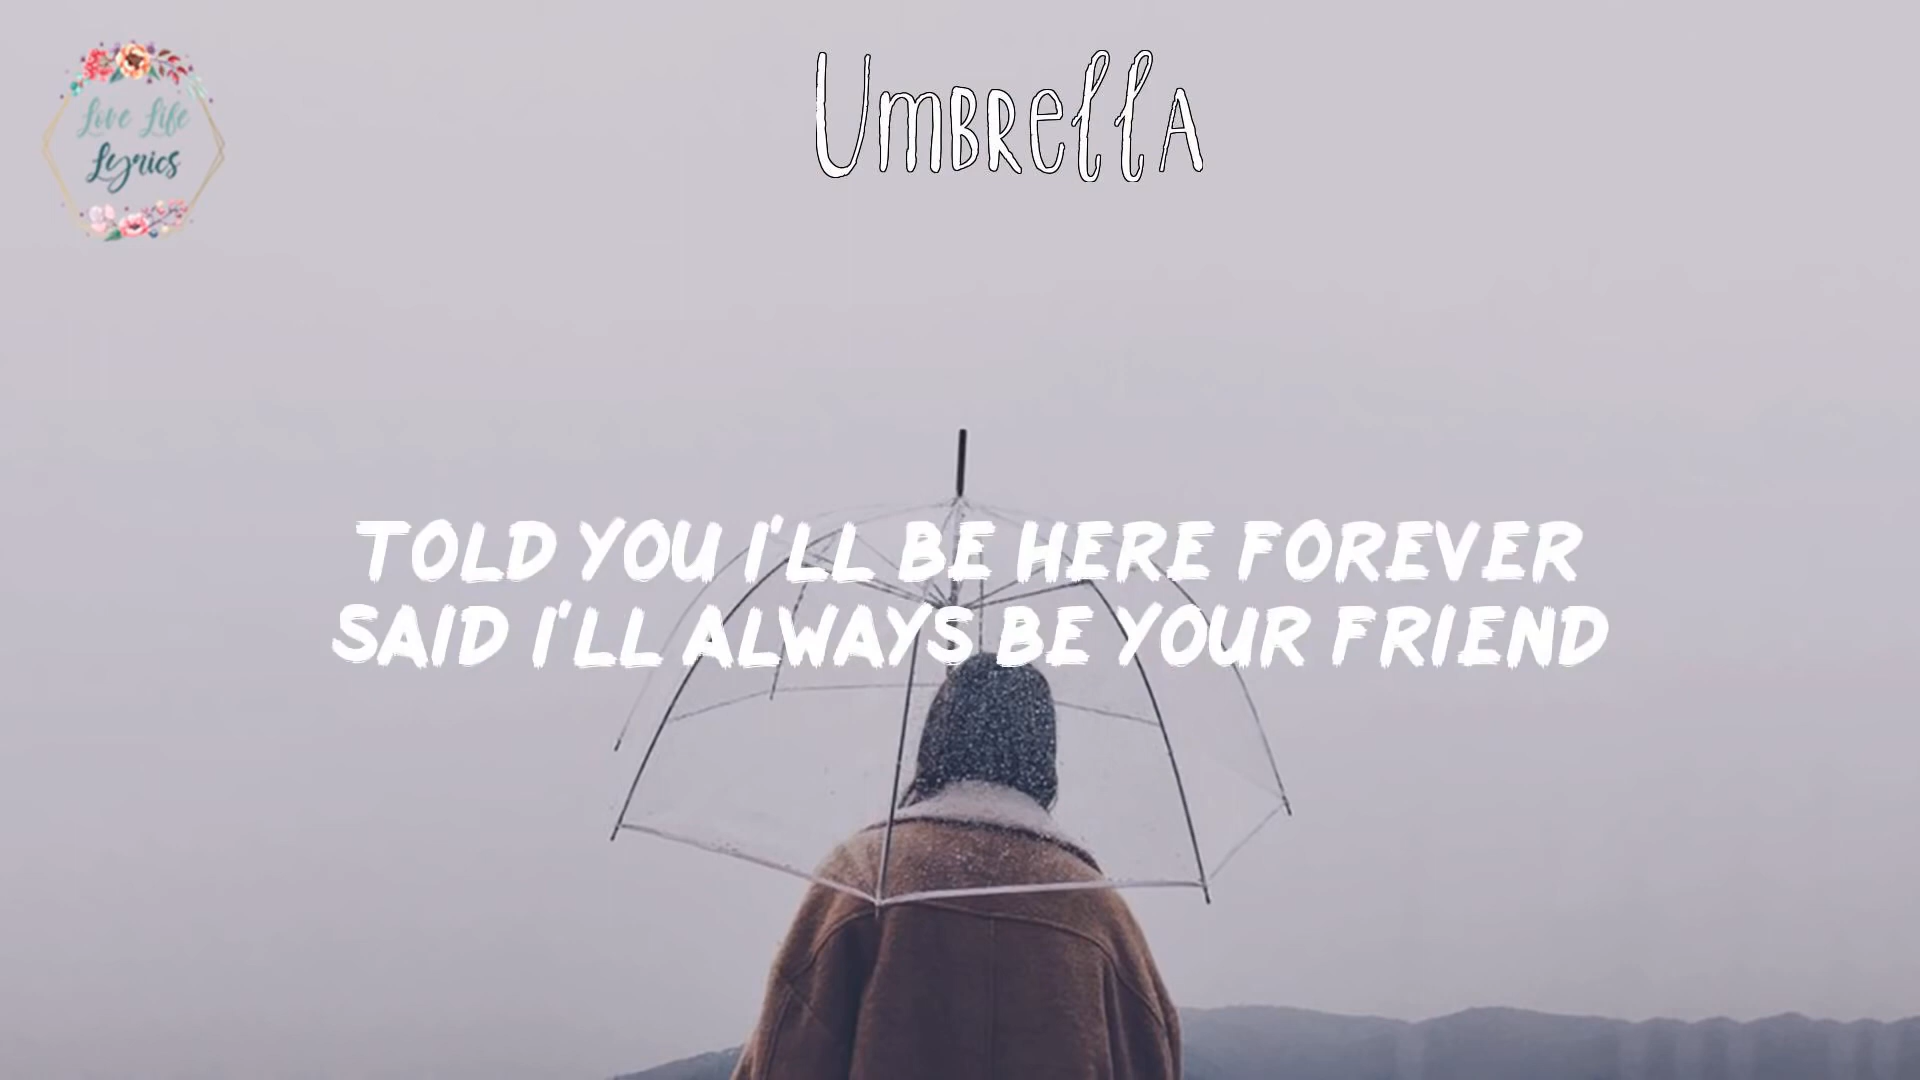 Love Life
Lyrics
UmBRellA
TOLD YOU I'LL BE HERE FOREVER
SAID I'LL ALWAYS BE YOUR FRIEND